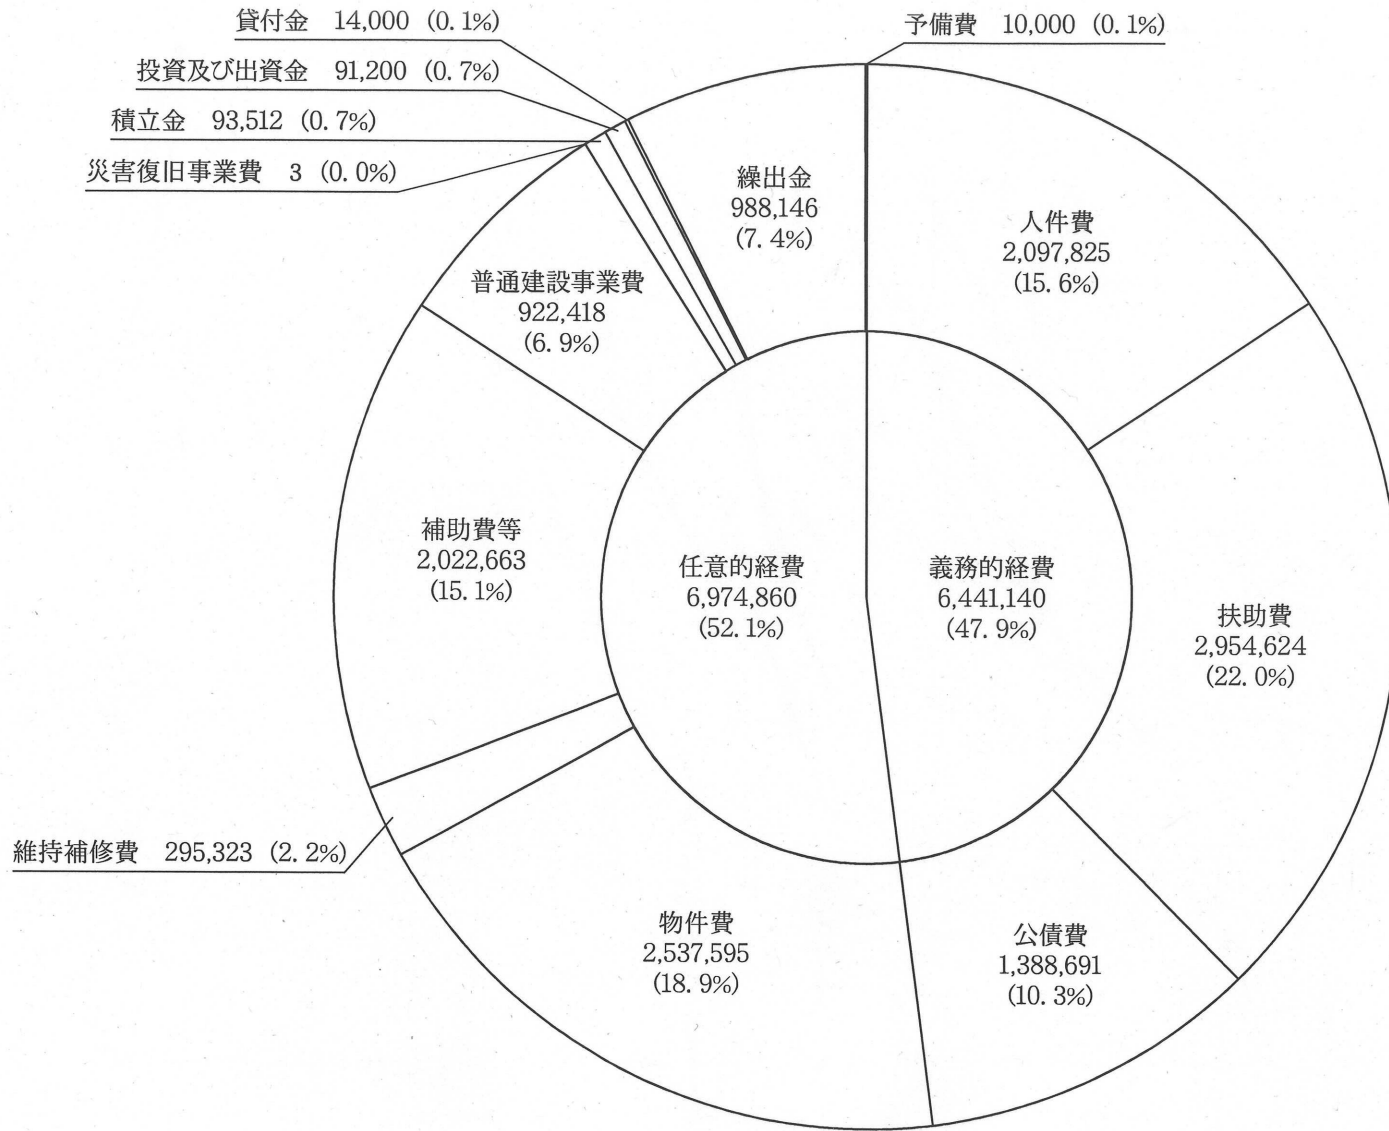 貸付金 14,000 (0.1%)
予備費 10,000 (0.1%)
投資及び出資金 91,200 (0.7%)
積立金 93,512 (0.7%)
災害復旧事業費 3 (0.0%)
繰出金
988,146
(7.4%)
人件費
2,097,825
(15.6%)
普通建設事業費
922,418
(6.9%)
補助費等
2,022,663
(15.1%)
任意的経費
6,974,860
(52.1%)
義務的経費
6,441,140
(47.9%)
扶助費
2,954,624
(22.0%)
維持補修費 295,323 (2.2%)
物件費
2,537,595
(18.9%)
公債費
1,388,691
(10.3%)